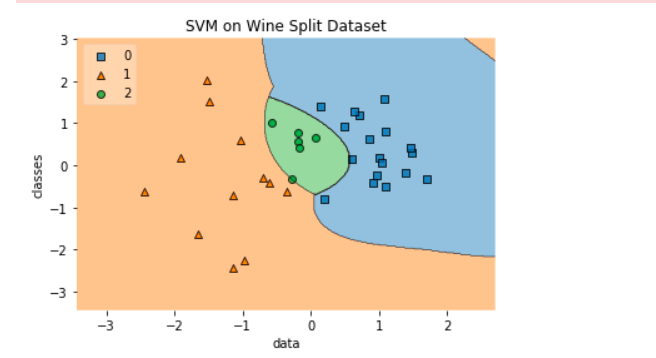 SVM on Wine Split Dataset
3
2
1
0
−1
−2
−3
classes
0
1
2
−3 −2 −1 0 1 2
data